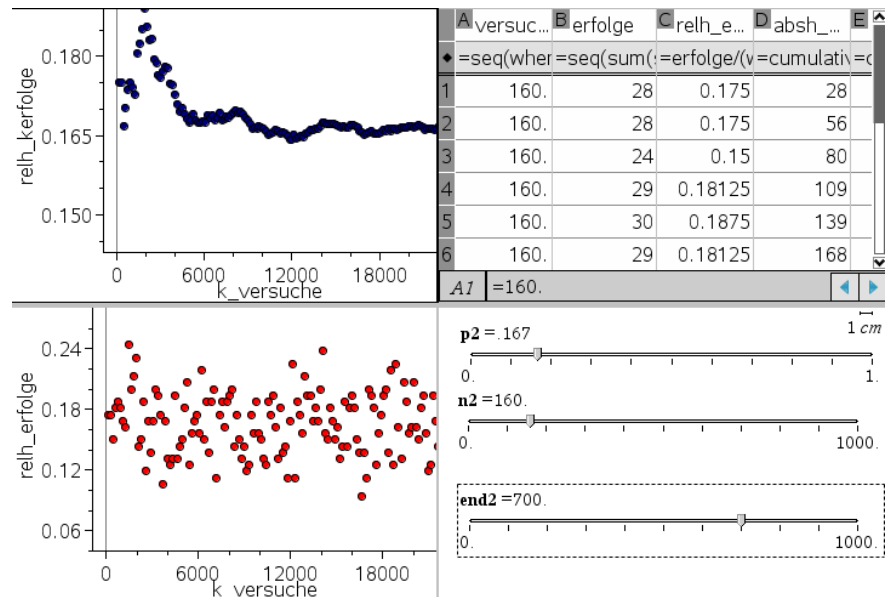 relh_kerfolge
0.180
0.165
0.150
0 6000 12000 18000
k_versuche
A versuc... B erfolge C relh_e... D absh_... E
◆ =seq(wher =seq(sum(s =erfolge/(w =cumulativ =c
1 160. 28 0.175 28
2 160. 28 0.175 56
3 160. 24 0.15 80
4 160. 29 0.18125 109
5 160. 30 0.1875 139
6 160. 29 0.18125 168
A1 =160.
relh_erfolge
0.24
0.18
0.12
0.06
0 6000 12000 18000
k_versuche
1 cm
p2 =.167
0. 1.
n2 =160.
0. 1000.
end2 =700.
0. 1000.